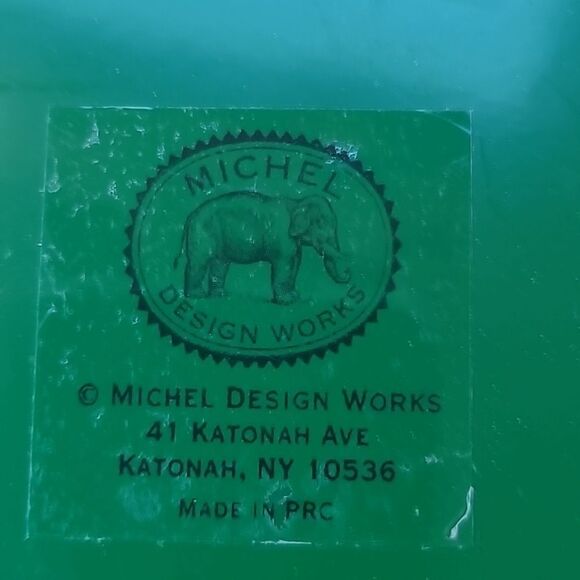 MICHEL
DESIGN WORKS
© MICHEL DESIGN WORKS
41 KATONAH AVE
KATONAH, NY 10536
MADE IN PRC